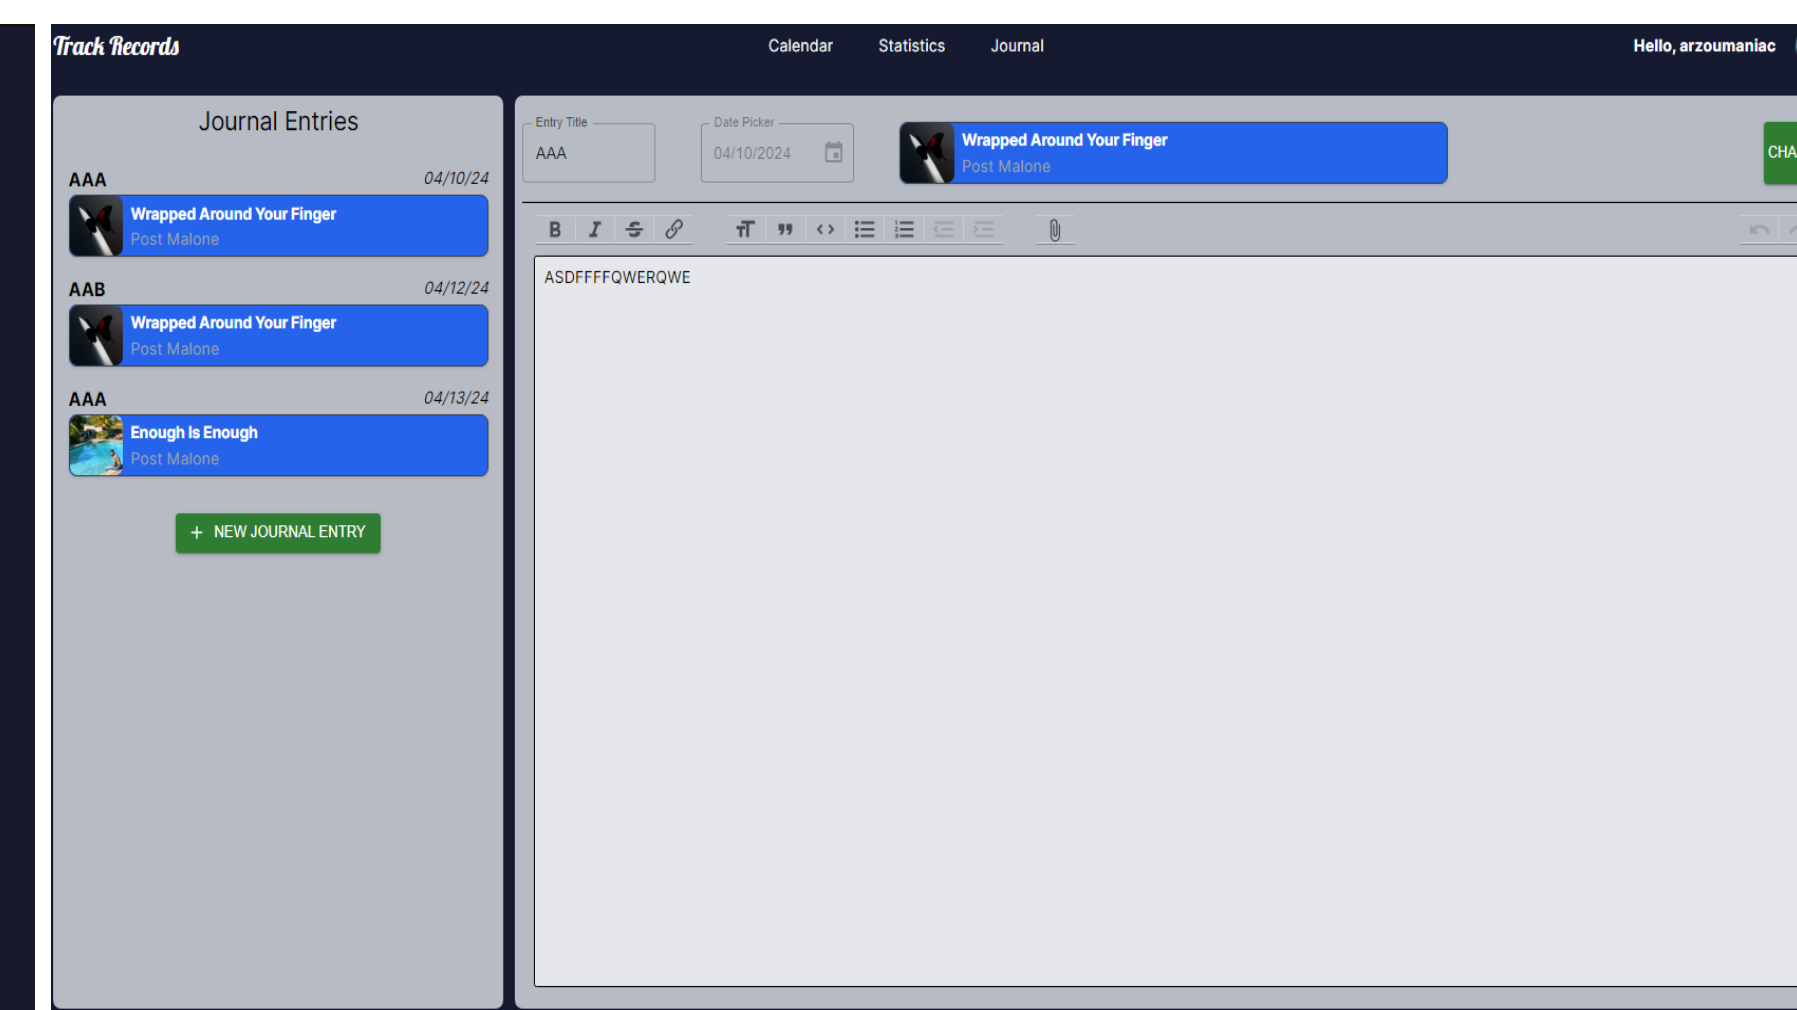 Track Records
Calendar Statistics Journal
Hello, arzoumaniac
Journal Entries
AAA 04/10/24
Wrapped Around Your Finger
Post Malone
AAB 04/12/24
Wrapped Around Your Finger
Post Malone
AAA 04/13/24
Enough Is Enough
Post Malone
+ NEW JOURNAL ENTRY
Entry Title
AAA
Date Picker
04/10/2024
Wrapped Around Your Finger
Post Malone
CHA
ASDFFFFQWERQWE